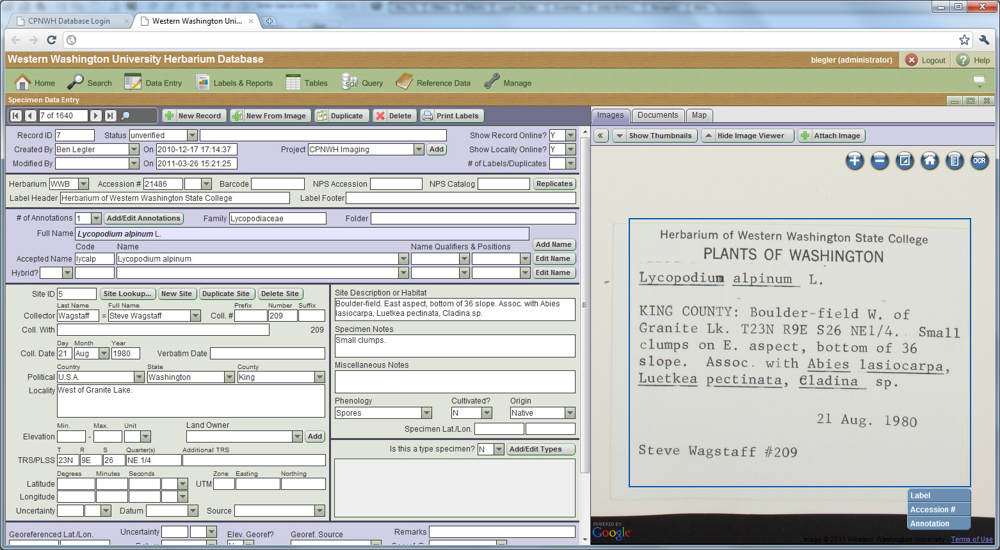 CPNWH Database Login
Western Washington Uni...
Western Washington University Herbarium Database
blegler (administrator)
Logout
Help
Home
Search
Data Entry
Labels & Reports
Tables
Query
Reference Data
Manage
Specimen Data Entry
7 of 1640
New Record
New From Image
Duplicate
Delete
Print Labels
Record ID 7 Status unverified Show Record Online? Y
Created By Ben Legler On 2010-12-17 17:14:37 Project CPNWH Imaging Add Show Locality Online? Y
Modified By On 2011-03-26 15:21:25 # of Labels/Duplicates
Herbarium WWB Accession # 21486 Barcode NPS Accession NPS Catalog Replicates
Label Header Herbarium of Western Washington State College Label Footer
# of Annotations 1 Add/Edit Annotations Family Lycopodiaceae Folder
Full Name Lycopodium alpinum L.
Code Name Name Qualifiers & Positions Add Name
Accepted Name lycalp Lycopodium alpinum Edit Name
Hybrid? Edit Name
Site ID 5 Site Lookup... New Site Duplicate Site Delete Site
Last Name Full Name Prefix Number Suffix
Collector Wagstaff = Steve Wagstaff Coll. # 209
Coll. With 209
Day Month Year
Coll. Date 21 Aug 1980 Verbatim Date
Country State County
Political U.S.A. Washington King
Locality West of Granite Lake.
Min. Max. Unit Land Owner
Elevation - Add
T R S Quarter(s) Additional TRS
TRS/PLSS 23N 9E 26 NE 1/4
Degrees Minutes Seconds Zone Easting Northing
Latitude UTM
Longitude
Uncertainty Datum Source
Site Description or Habitat
Boulder-field. East aspect, bottom of 36 slope. Assoc. with Abies
lasiocarpa, Luetkea pectinata, Cladina sp.
Specimen Notes
Small clumps.
Miscellaneous Notes
Phenology Cultivated? Origin
Spores N Native
Specimen Lat./Lon.
Is this a type specimen? N Add/Edit Types
Georeferenced Lat./Lon. Uncertainty Elev. Georef? Georef. Source Remarks
Images
Documents
Map
« Show Thumbnails
Hide Image Viewer
Attach Image
OCR
Herbarium of Western Washington State College
PLANTS OF WASHINGTON
Lycopodium alpinum L.
KING COUNTY: Boulder-field W. of
Granite Lk. T23N R9E S26 NE1/4. Small
clumps on E. aspect, bottom of 36
slope. Assoc. with Abies lasiocarpa,
Luetkea pectinata, Cladina sp.
21 Aug. 1980
Steve Wagstaff #209
Label
Accession #
Annotation
POWERED BY
Google
Image © 2011 Western Washington University - Terms of Use